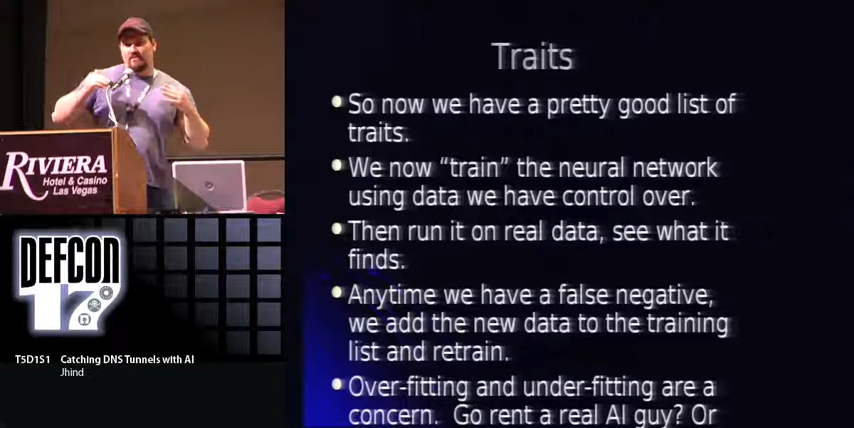 RIVIERA
Hotel & Casino
Las Vegas
DEFCON
17
T5D1S1 Catching DNS Tunnels with AI
Jhind
Traits
So now we have a pretty good list of
traits.
We now “train” the neural network
using data we have control over.
Then run it on real data, see what it
finds.
Anytime we have a false negative,
we add the new data to the training
list and retrain.
Over-fitting and under-fitting are a
concern. Go rent a real AI guy? Or